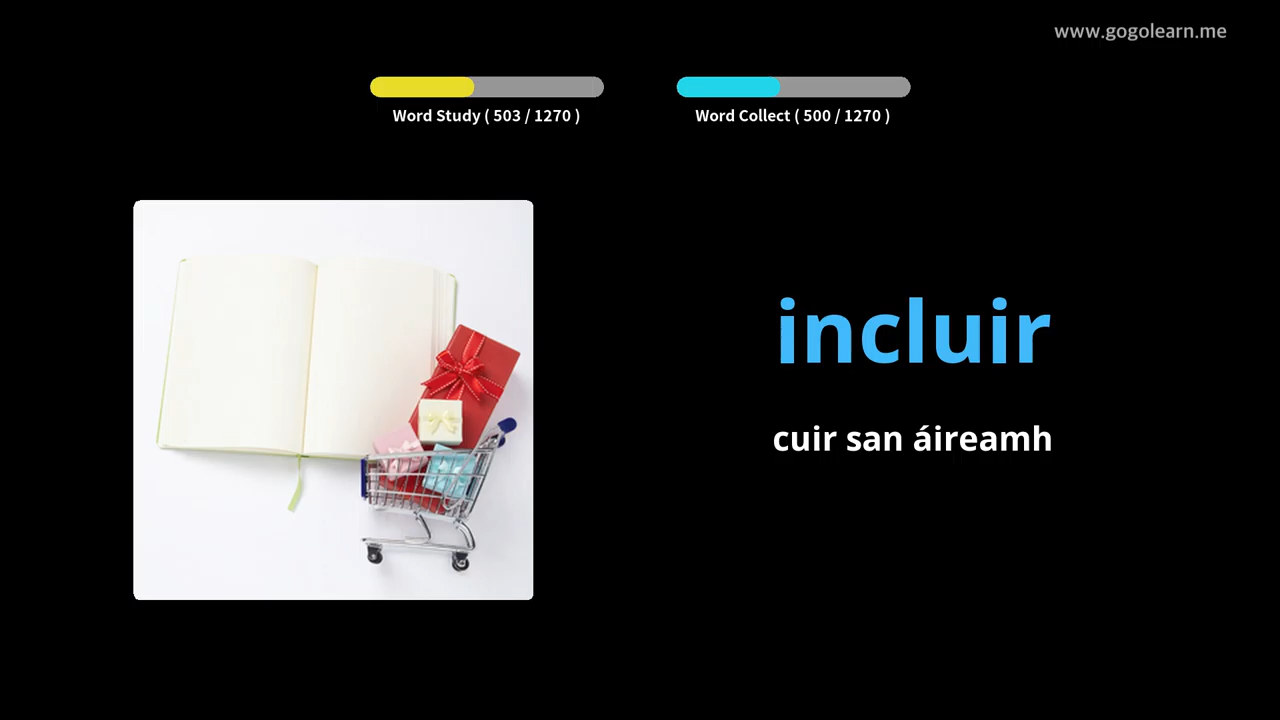 www.gogolearn.me
Word Study ( 503 / 1270 )
Word Collect ( 500 / 1270 )
incluir
cuir san áireamh